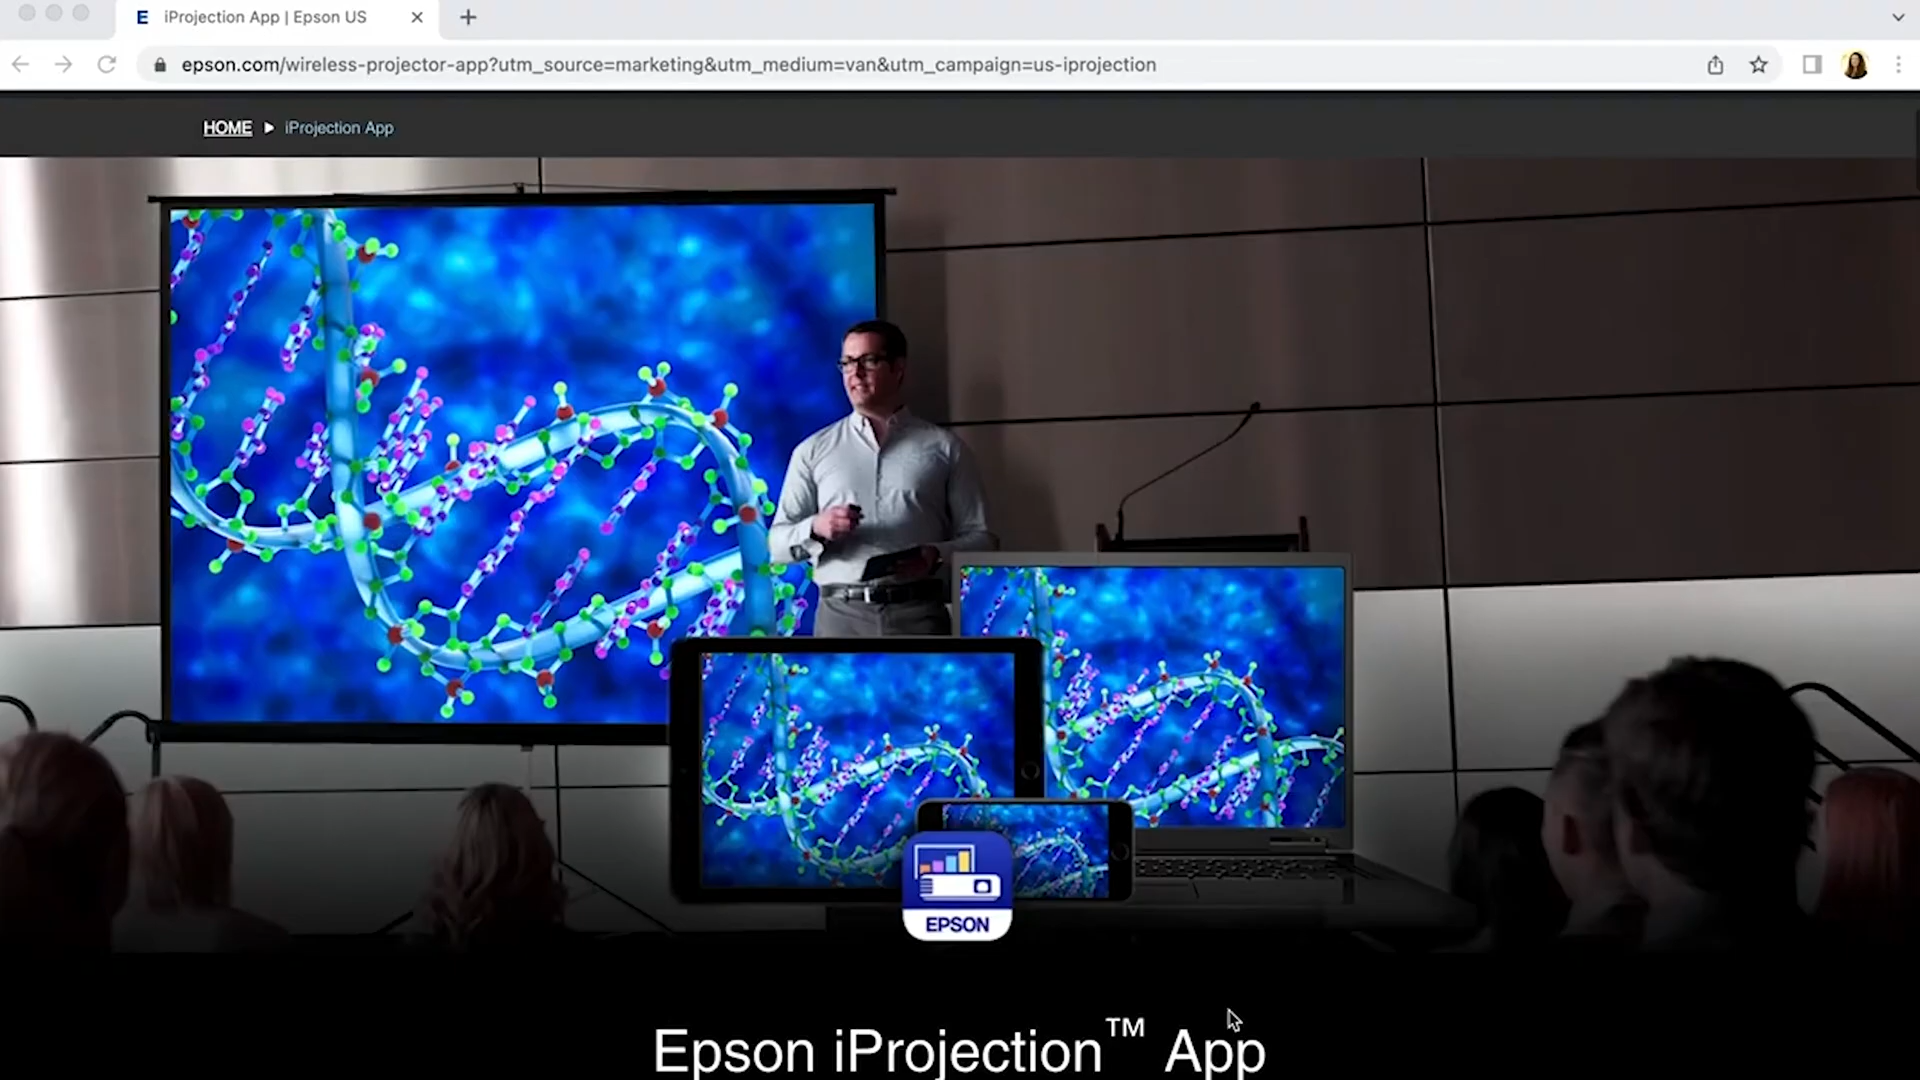 E iProjection App | Epson US
epson.com/wireless-projector-app?utm_source=marketing&utm_medium=van&utm_campaign=us-iprojection
HOME ▶ iProjection App
EPSON
Epson iProjection™ App